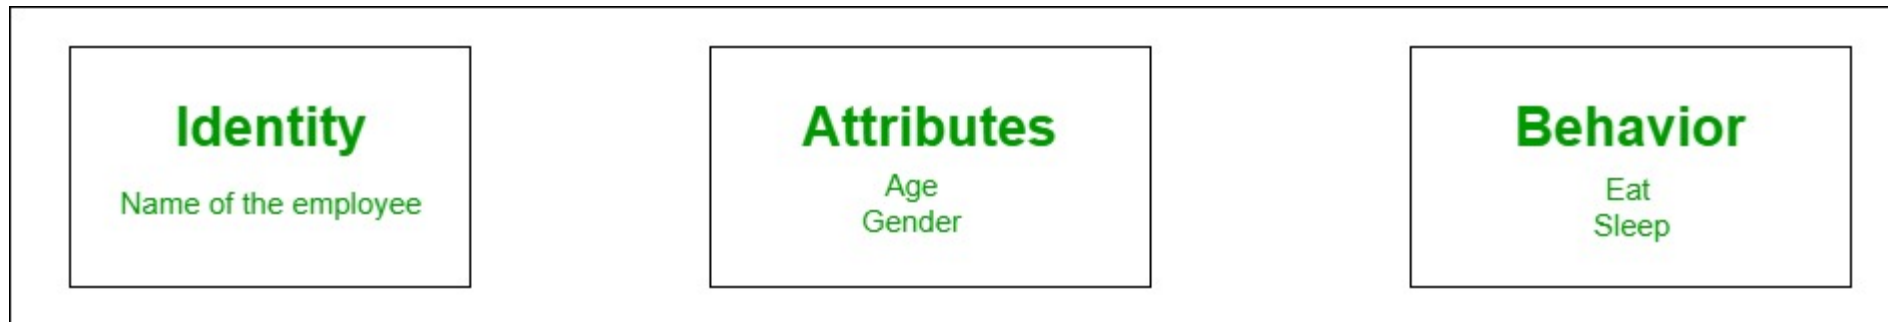 Identity
Name of the employee
Attributes
Age
Gender
Behavior
Eat
Sleep